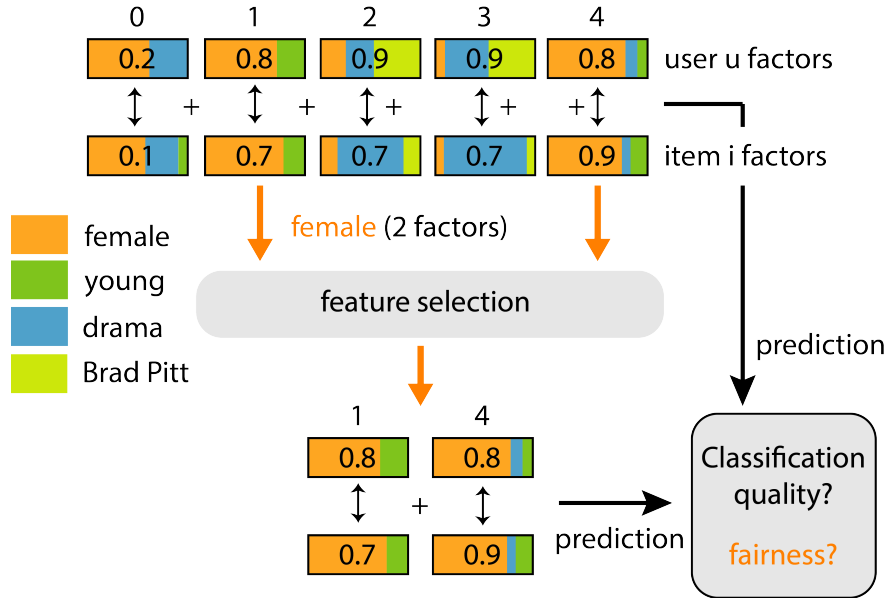 0 1 2 3 4
0.2 0.8 0.9 0.9 0.8 user u factors
+ + + + +
0.1 0.7 0.7 0.7 0.9 item i factors
female (2 factors)
female
young
drama
Brad Pitt
feature selection
prediction
1 4
0.8 0.8
+
0.7 0.9
prediction
Classification
quality?
fairness?